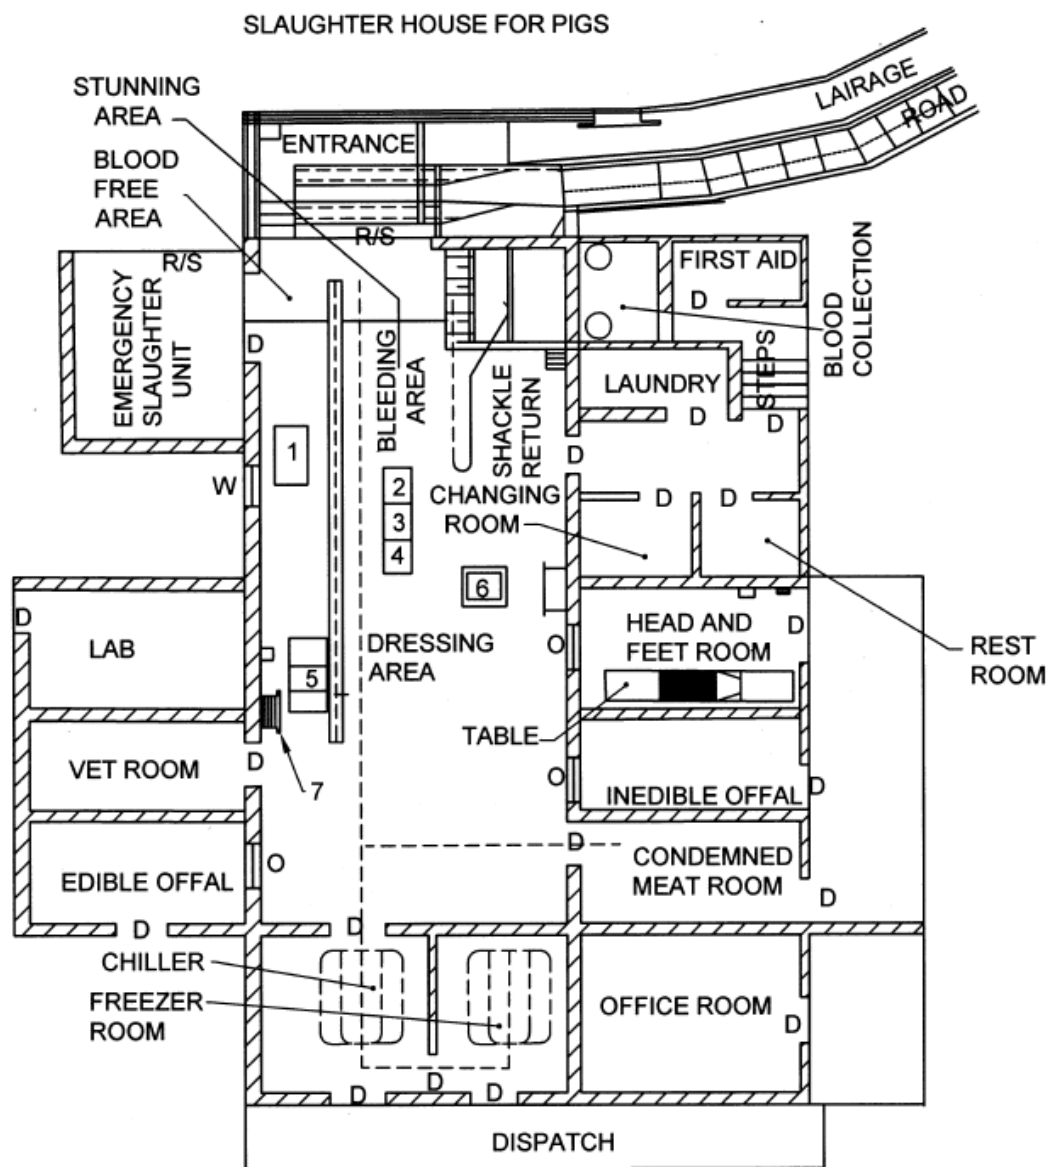 SLAUGHTER HOUSE FOR PIGS
STUNNING
AREA
LAIRAGE
ROAD
ENTRANCE
BLOOD
FREE
AREA
R/S
R/S
FIRST AID
D
EMERGENCY
SLAUGHTER
UNIT
D
BLEEDING
AREA
SHACKLE
RETURN
LAUNDRY
STEPS
BLOOD
COLLECTION
D
D
1
D
W
2
3
4
CHANGING
ROOM
D
D
6
D
LAB
O
HEAD AND
FEET ROOM
D
DRESSING
AREA
5
REST
ROOM
TABLE
VET ROOM
D
7
O
INEDIBLE OFFAL
D
EDIBLE OFFAL
O
D
CONDEMNED
MEAT ROOM
D
D
D
CHILLER
FREEZER
ROOM
OFFICE ROOM
D
D
D
D
DISPATCH